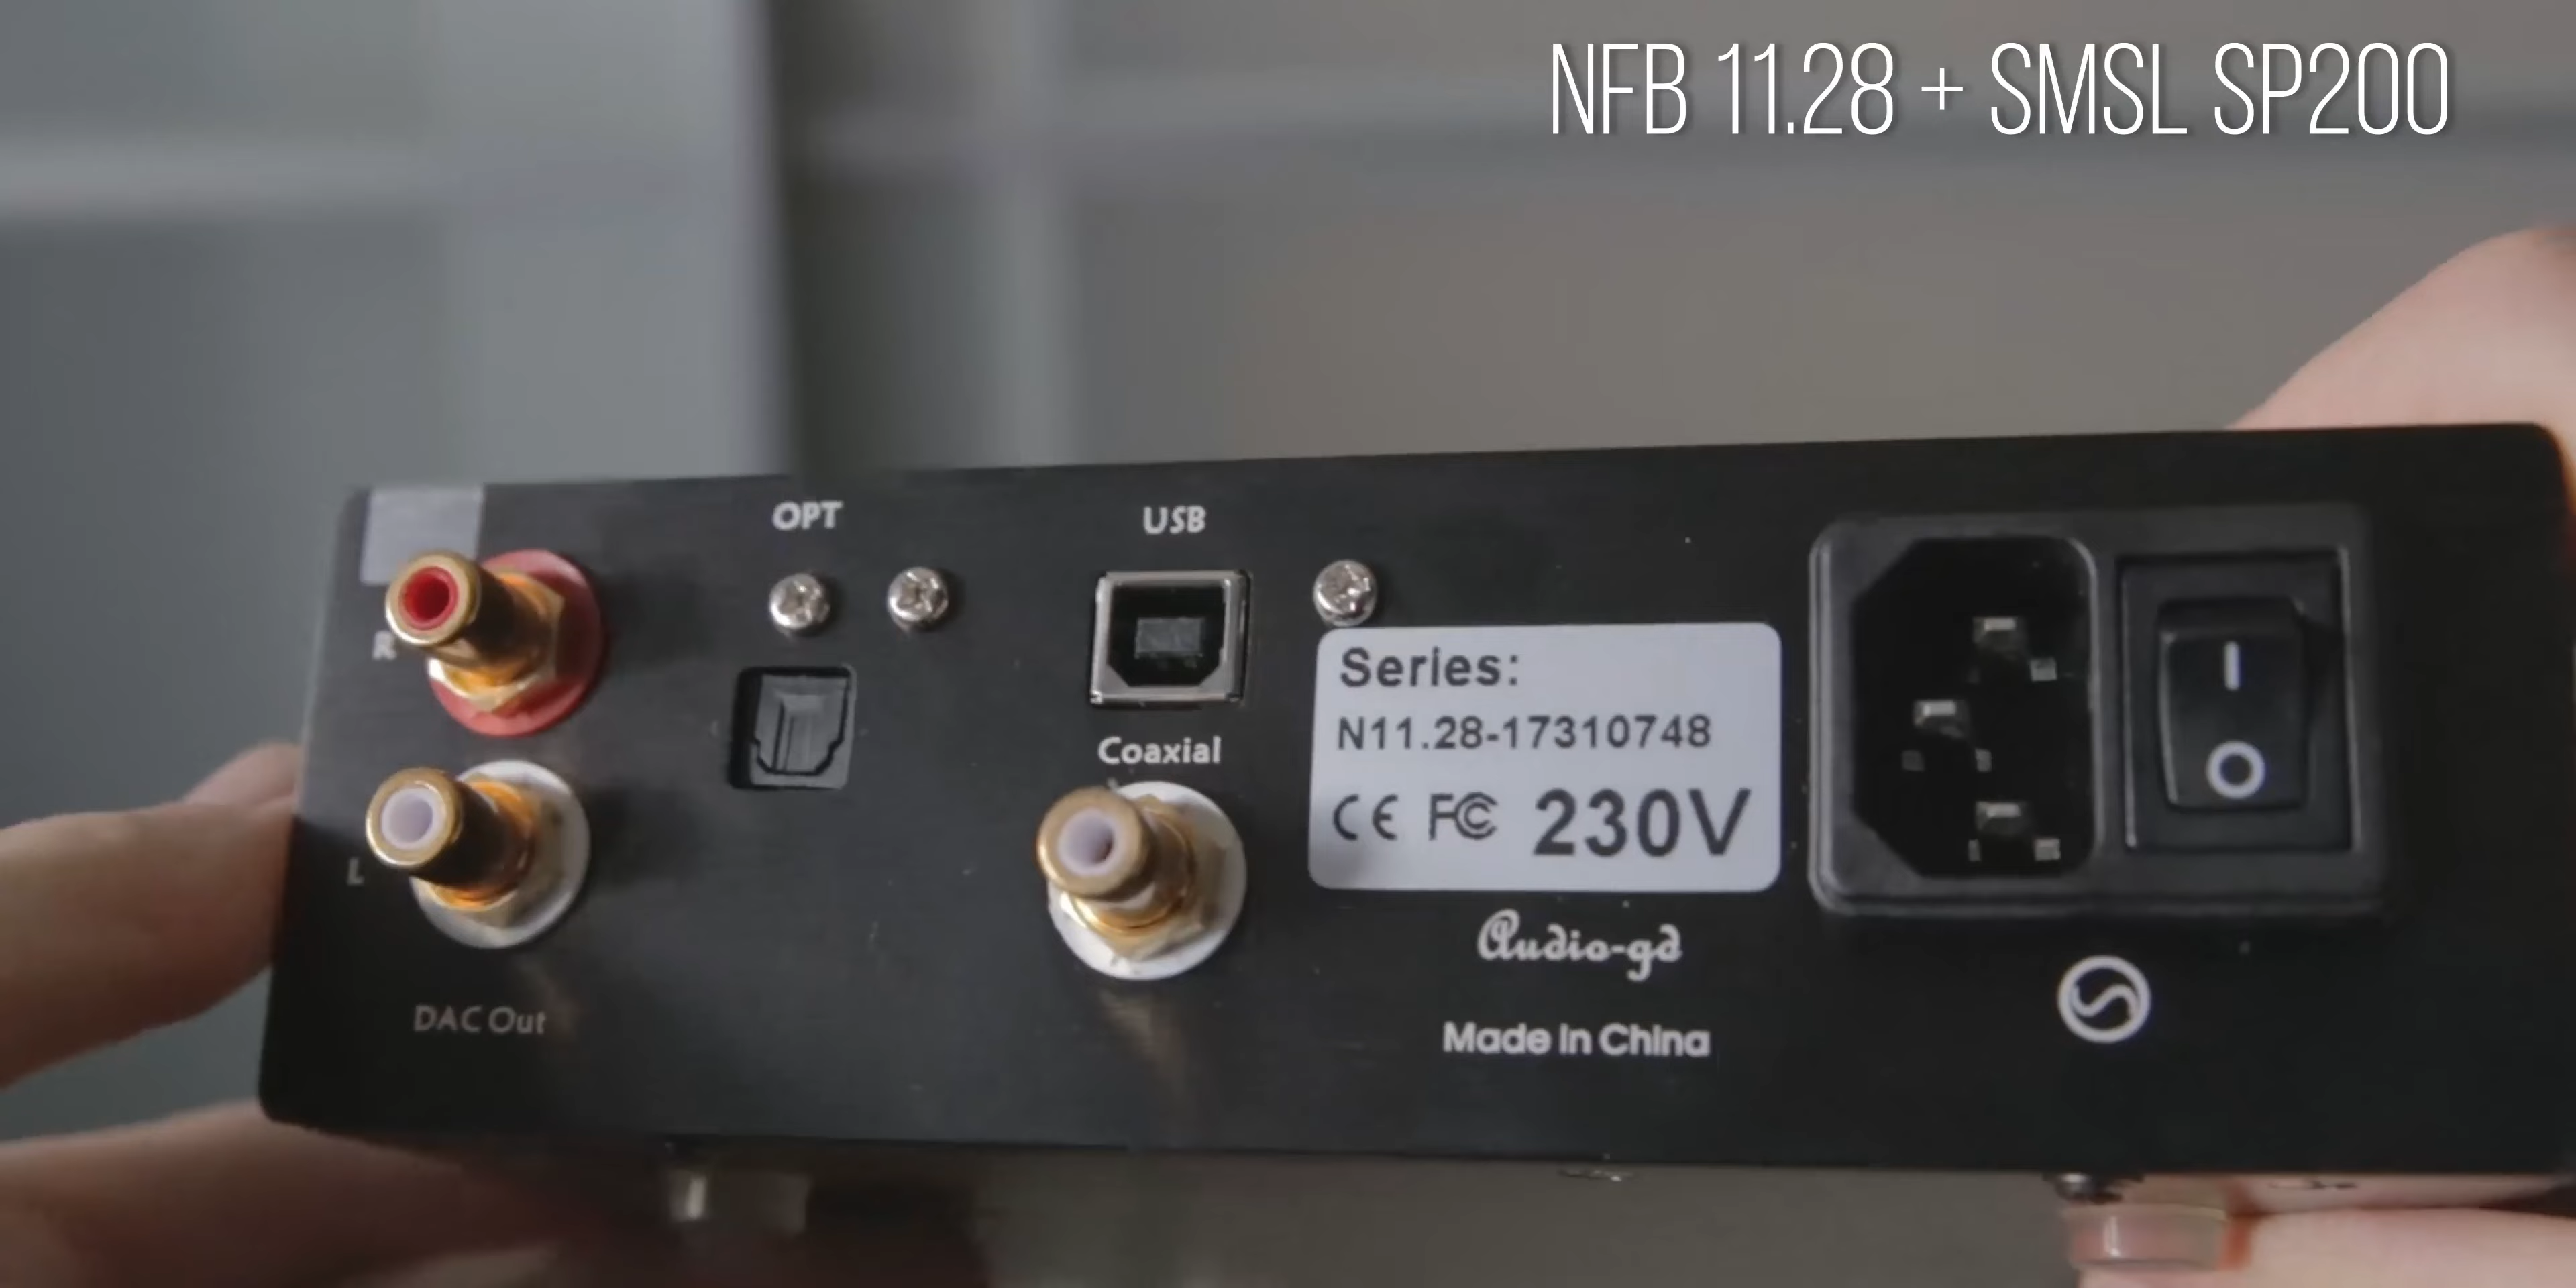 NFB 11.28 + SMSL SP200
OPT
USB
R
Series:
N11.28-17310748
Coaxial
CE FC 230V
L
Audio-gd
DAC Out
Made in China